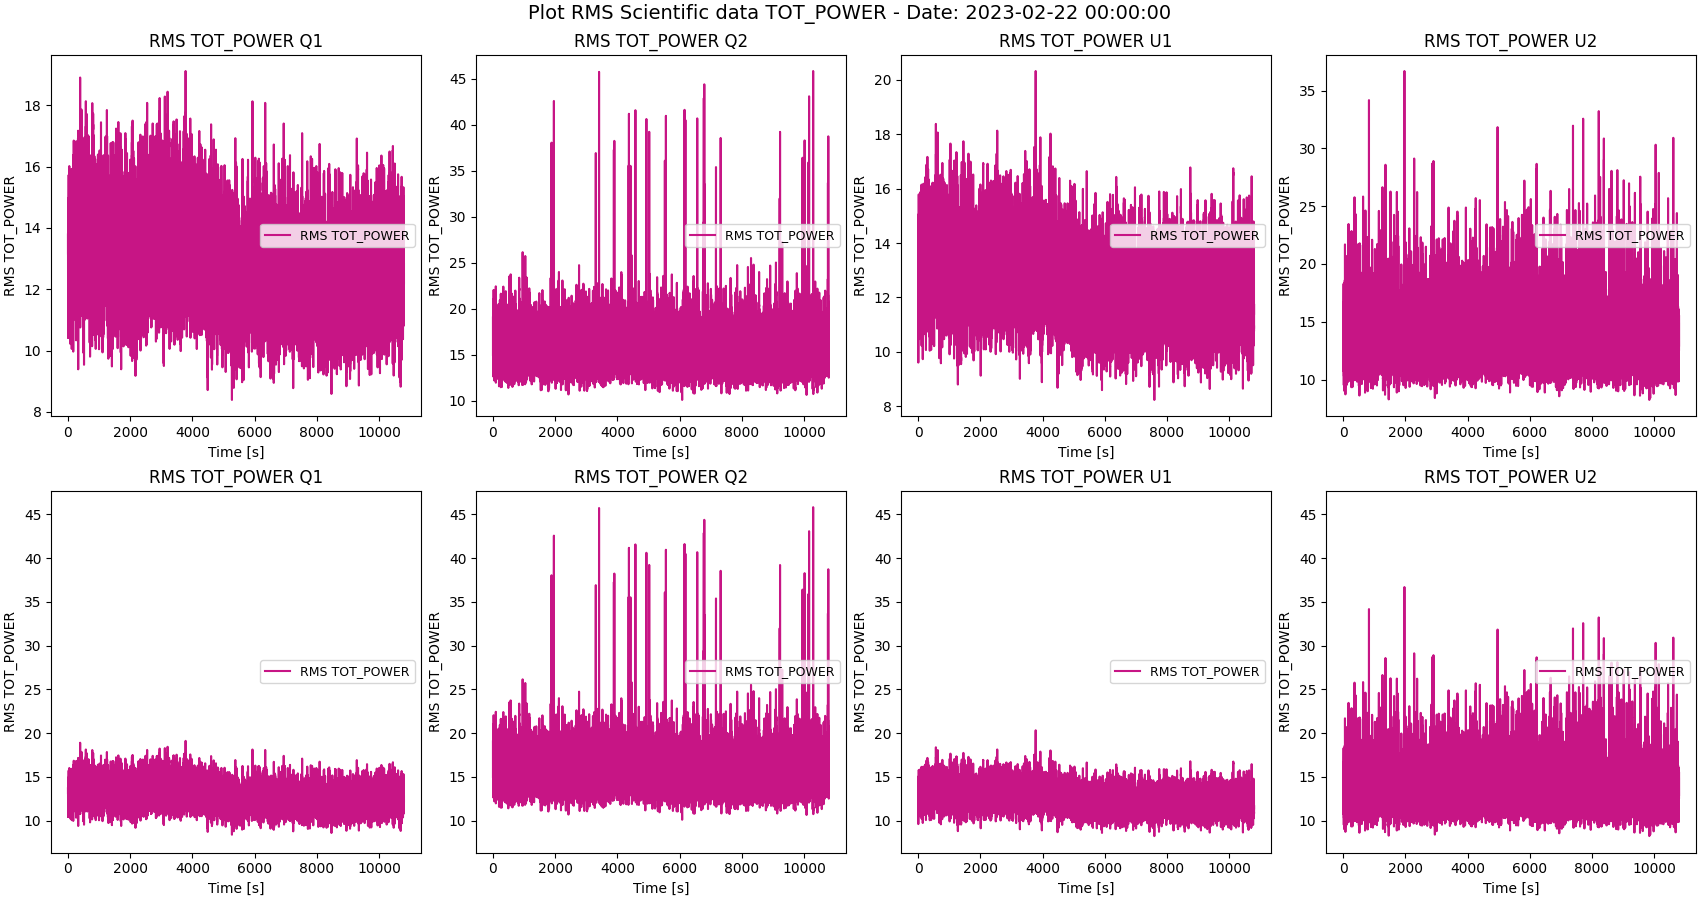 Plot RMS Scientific data TOT_POWER - Date: 2023-02-22 00:00:00
RMS TOT_POWER Q1
RMS TOT_POWER
18
16
14
12
10
8
RMS TOT_POWER
0 2000 4000 6000 8000 10000
Time [s]
RMS TOT_POWER Q2
RMS TOT_POWER
45
40
35
30
25
20
15
10
RMS TOT_POWER
0 2000 4000 6000 8000 10000
Time [s]
RMS TOT_POWER U1
RMS TOT_POWER
20
18
16
14
12
10
8
RMS TOT_POWER
0 2000 4000 6000 8000 10000
Time [s]
RMS TOT_POWER U2
RMS TOT_POWER
35
30
25
20
15
10
RMS TOT_POWER
0 2000 4000 6000 8000 10000
Time [s]
RMS TOT_POWER Q1
RMS TOT_POWER
45
40
35
30
25
20
15
10
RMS TOT_POWER
0 2000 4000 6000 8000 10000
Time [s]
RMS TOT_POWER Q2
RMS TOT_POWER
45
40
35
30
25
20
15
10
RMS TOT_POWER
0 2000 4000 6000 8000 10000
Time [s]
RMS TOT_POWER U1
RMS TOT_POWER
45
40
35
30
25
20
15
10
RMS TOT_POWER
0 2000 4000 6000 8000 10000
Time [s]
RMS TOT_POWER U2
RMS TOT_POWER
45
40
35
30
25
20
15
10
RMS TOT_POWER
0 2000 4000 6000 8000 10000
Time [s]